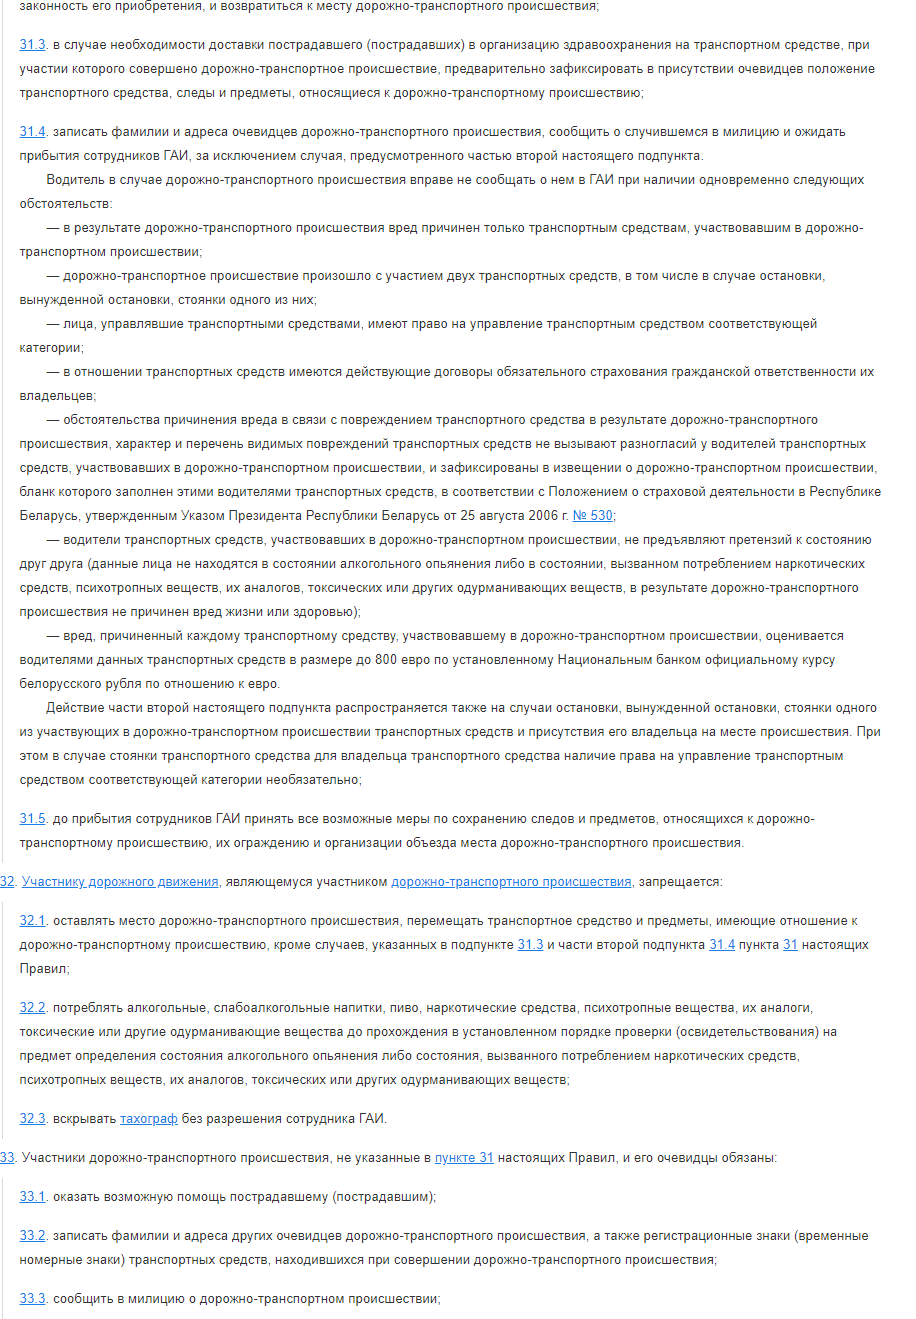 законность его приобретения, и возвратиться к месту дорожно-транспортного происшествия;
31.3. в случае необходимости доставки пострадавшего (пострадавших) в организацию здравоохранения на транспортном средстве, при
участии которого совершено дорожно-транспортное происшествие, предварительно зафиксировать в присутствии очевидцев положение
транспортного средства, следы и предметы, относящиеся к дорожно-транспортному происшествию;
31.4. записать фамилии и адреса очевидцев дорожно-транспортного происшествия, сообщить о случившемся в милицию и ожидать
прибытия сотрудников ГАИ, за исключением случая, предусмотренного частью второй настоящего подпункта.
Водитель в случае дорожно-транспортного происшествия вправе не сообщать о нем в ГАИ при наличии одновременно следующих
обстоятельств:
— в результате дорожно-транспортного происшествия вред причинен только транспортным средствам, участвовавшим в дорожно-
транспортном происшествии;
— дорожно-транспортное происшествие произошло с участием двух транспортных средств, в том числе в случае остановки,
вынужденной остановки, стоянки одного из них;
— лица, управлявшие транспортными средствами, имеют право на управление транспортным средством соответствующей
категории;
— в отношении транспортных средств имеются действующие договоры обязательного страхования гражданской ответственности их
владельцев;
— обстоятельства причинения вреда в связи с повреждением транспортного средства в результате дорожно-транспортного
происшествия, характер и перечень видимых повреждений транспортных средств не вызывают разногласий у водителей транспортных
средств, участвовавших в дорожно-транспортном происшествии, и зафиксированы в извещении о дорожно-транспортном происшествии,
бланк которого заполнен этими водителями транспортных средств, в соответствии с Положением о страховой деятельности в Республике
Беларусь, утвержденным Указом Президента Республики Беларусь от 25 августа 2006 г. № 530;
— водители транспортных средств, участвовавших в дорожно-транспортном происшествии, не предъявляют претензий к состоянию
друг друга (данные лица не находятся в состоянии алкогольного опьянения либо в состоянии, вызванном потреблением наркотических
средств, психотропных веществ, их аналогов, токсических или других одурманивающих веществ, в результате дорожно-транспортного
происшествия не причинен вред жизни или здоровью);
— вред, причиненный каждому транспортному средству, участвовавшему в дорожно-транспортном происшествии, оценивается
водителями данных транспортных средств в размере до 800 евро по установленному Национальным банком официальному курсу
белорусского рубля по отношению к евро.
Действие части второй настоящего подпункта распространяется также на случаи остановки, вынужденной остановки, стоянки одного
из участвующих в дорожно-транспортном происшествии транспортных средств и присутствия его владельца на месте происшествия. При
этом в случае стоянки транспортного средства для владельца транспортного средства наличие права на управление транспортным
средством соответствующей категории необязательно;
31.5. до прибытия сотрудников ГАИ принять все возможные меры по сохранению следов и предметов, относящихся к дорожно-
транспортному происшествию, их ограждению и организации объезда места дорожно-транспортного происшествия.
32. Участнику дорожного движения, являющемуся участником дорожно-транспортного происшествия, запрещается:
32.1. оставлять место дорожно-транспортного происшествия, перемещать транспортное средство и предметы, имеющие отношение к
дорожно-транспортному происшествию, кроме случаев, указанных в подпункте 31.3 и части второй подпункта 31.4 пункта 31 настоящих
Правил;
32.2. потреблять алкогольные, слабоалкогольные напитки, пиво, наркотические средства, психотропные вещества, их аналоги,
токсические или другие одурманивающие вещества до прохождения в установленном порядке проверки (освидетельствования) на
предмет определения состояния алкогольного опьянения либо состояния, вызванного потреблением наркотических средств,
психотропных веществ, их аналогов, токсических или других одурманивающих веществ;
32.3. вскрывать тахограф без разрешения сотрудника ГАИ.
33. Участники дорожно-транспортного происшествия, не указанные в пункте 31 настоящих Правил, и его очевидцы обязаны:
33.1. оказать возможную помощь пострадавшему (пострадавшим);
33.2. записать фамилии и адреса других очевидцев дорожно-транспортного происшествия, а также регистрационные знаки (временные
номерные знаки) транспортных средств, находившихся при совершении дорожно-транспортного происшествия;
33.3. сообщить в милицию о дорожно-транспортном происшествии;